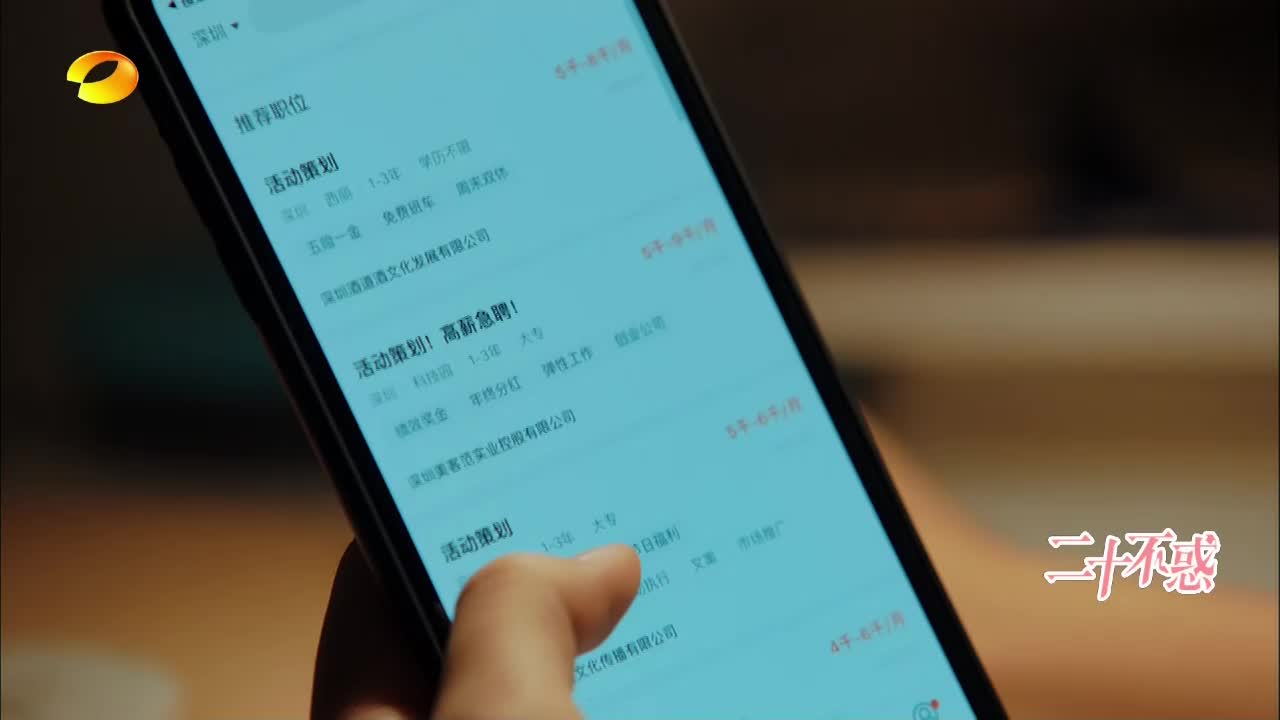 深圳
推荐职位
活动策划
5千-8千/月
深圳 西丽 1-3年 学历不限
五险一金 免费班车 周末双休
深圳酒道酒文化发展有限公司
活动策划！高薪急聘！
5千-9千/月
深圳 科技园 1-3年 大专
绩效奖金 年终分红 弹性工作 创业公司
深圳美客范实业控股有限公司
活动策划
5千-6千/月
1-3年 大专
日福利
执行 文案 市场推广
文化传播有限公司
4千-6千/月
二十不惑